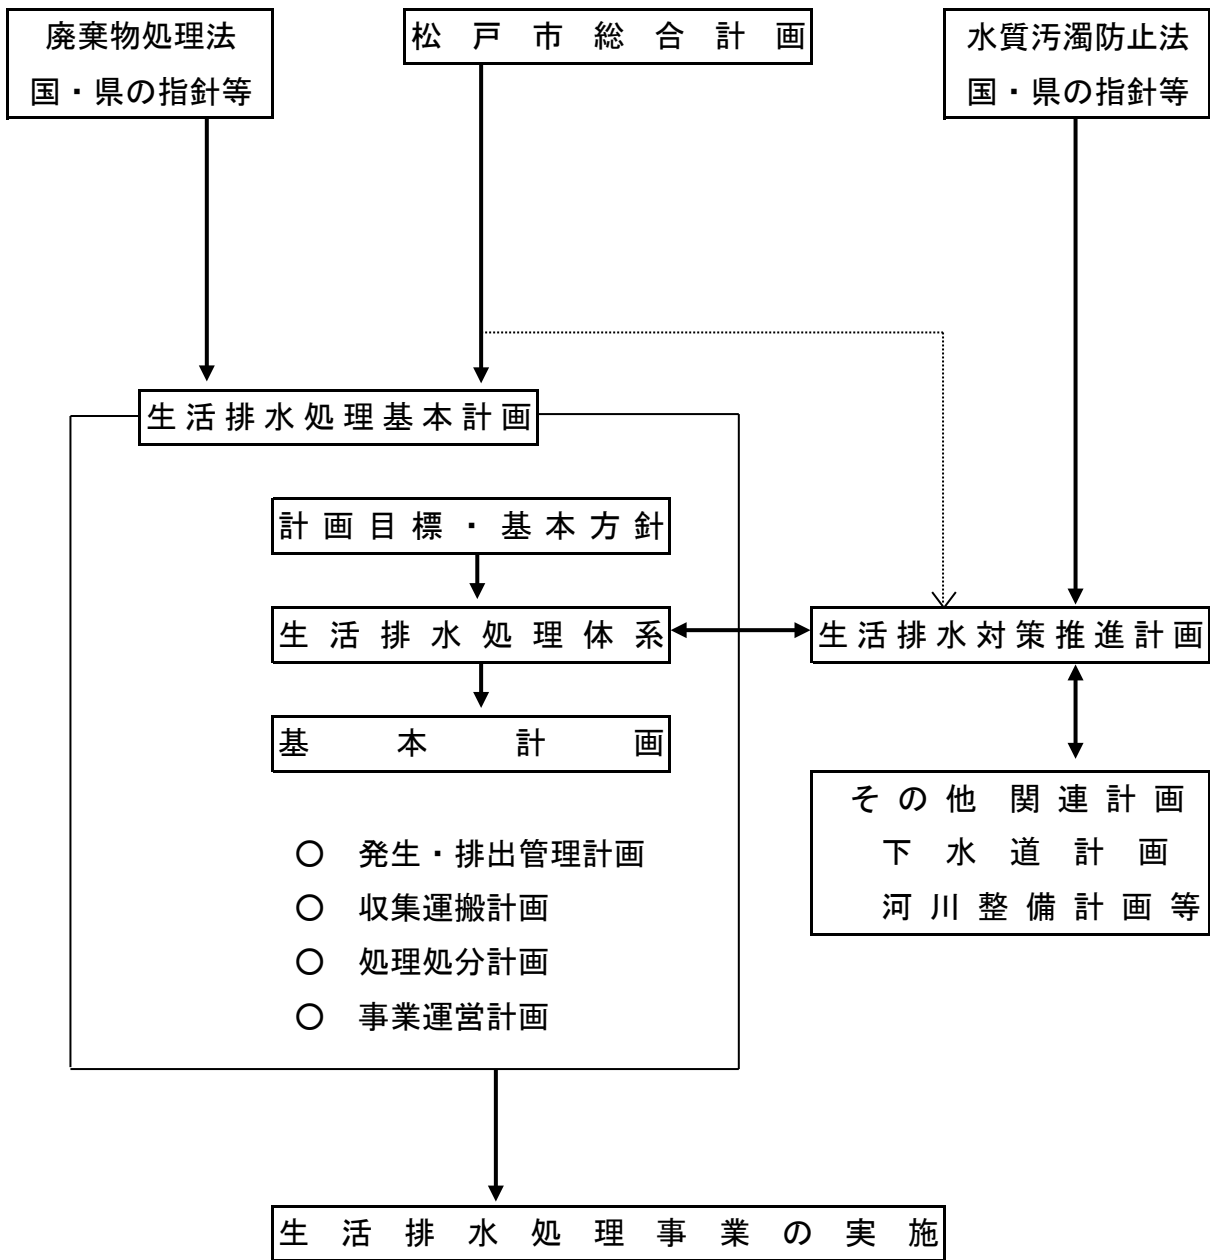 廃棄物処理法
国・県の指針等
松戸市総合計画
水質汚濁防止法
国・県の指針等
生活排水処理基本計画
計画目標・基本方針
生活排水処理体系
生活排水対策推進計画
基本計画
その他 関連計画
下水道計画
河川整備計画等
○ 発生・排出管理計画
○ 収集運搬計画
○ 処理処分計画
○ 事業運営計画
生活排水処理事業の実施